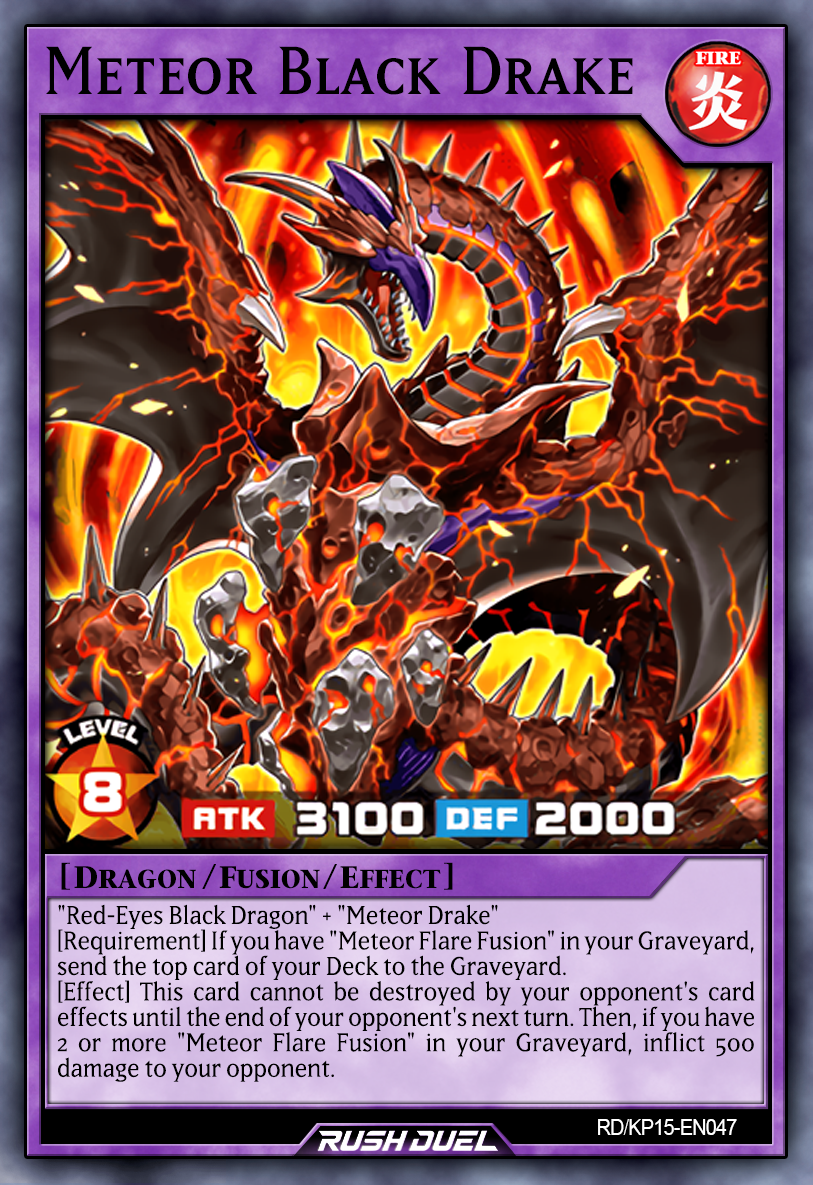 Meteor Black Drake
FIRE
炎
LEVEL
8
ATK 3100 DEF 2000
[Dragon/Fusion/Effect]
"Red-Eyes Black Dragon" + "Meteor Drake"
[Requirement] If you have "Meteor Flare Fusion" in your Graveyard,
send the top card of your Deck to the Graveyard.
[Effect] This card cannot be destroyed by your opponent's card
effects until the end of your opponent's next turn. Then, if you have
2 or more "Meteor Flare Fusion" in your Graveyard, inflict 500
damage to your opponent.
RD/KP15-EN047
RUSH DUEL